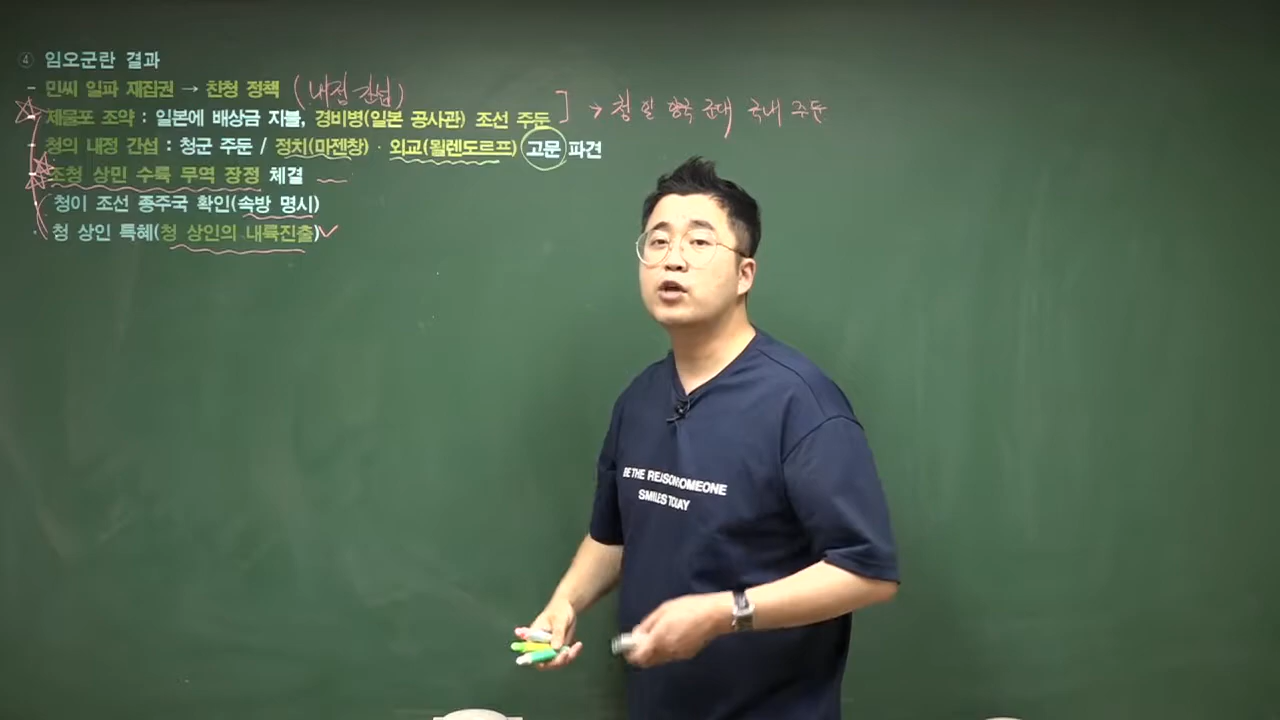 ④ 임오군란 결과
- 민씨 일파 재집권 → 친청 정책 (내정 간섭)
- 제물포 조약 : 일본에 배상금 지불, 경비병(일본 공사관) 조선 주둔 ] → 청 일 양국 군대 국내 주둔
- 청의 내정 간섭 : 청군 주둔 / 정치(마젠창) · 외교(묄렌도르프) 고문 파견
- 조청 상민 수륙 무역 장정 체결
· 청이 조선 종주국 확인(속방 명시)
· 청 상인 특혜(청 상인의 내륙진출)
BE THE REASON SOMEONE
SMILES TODAY